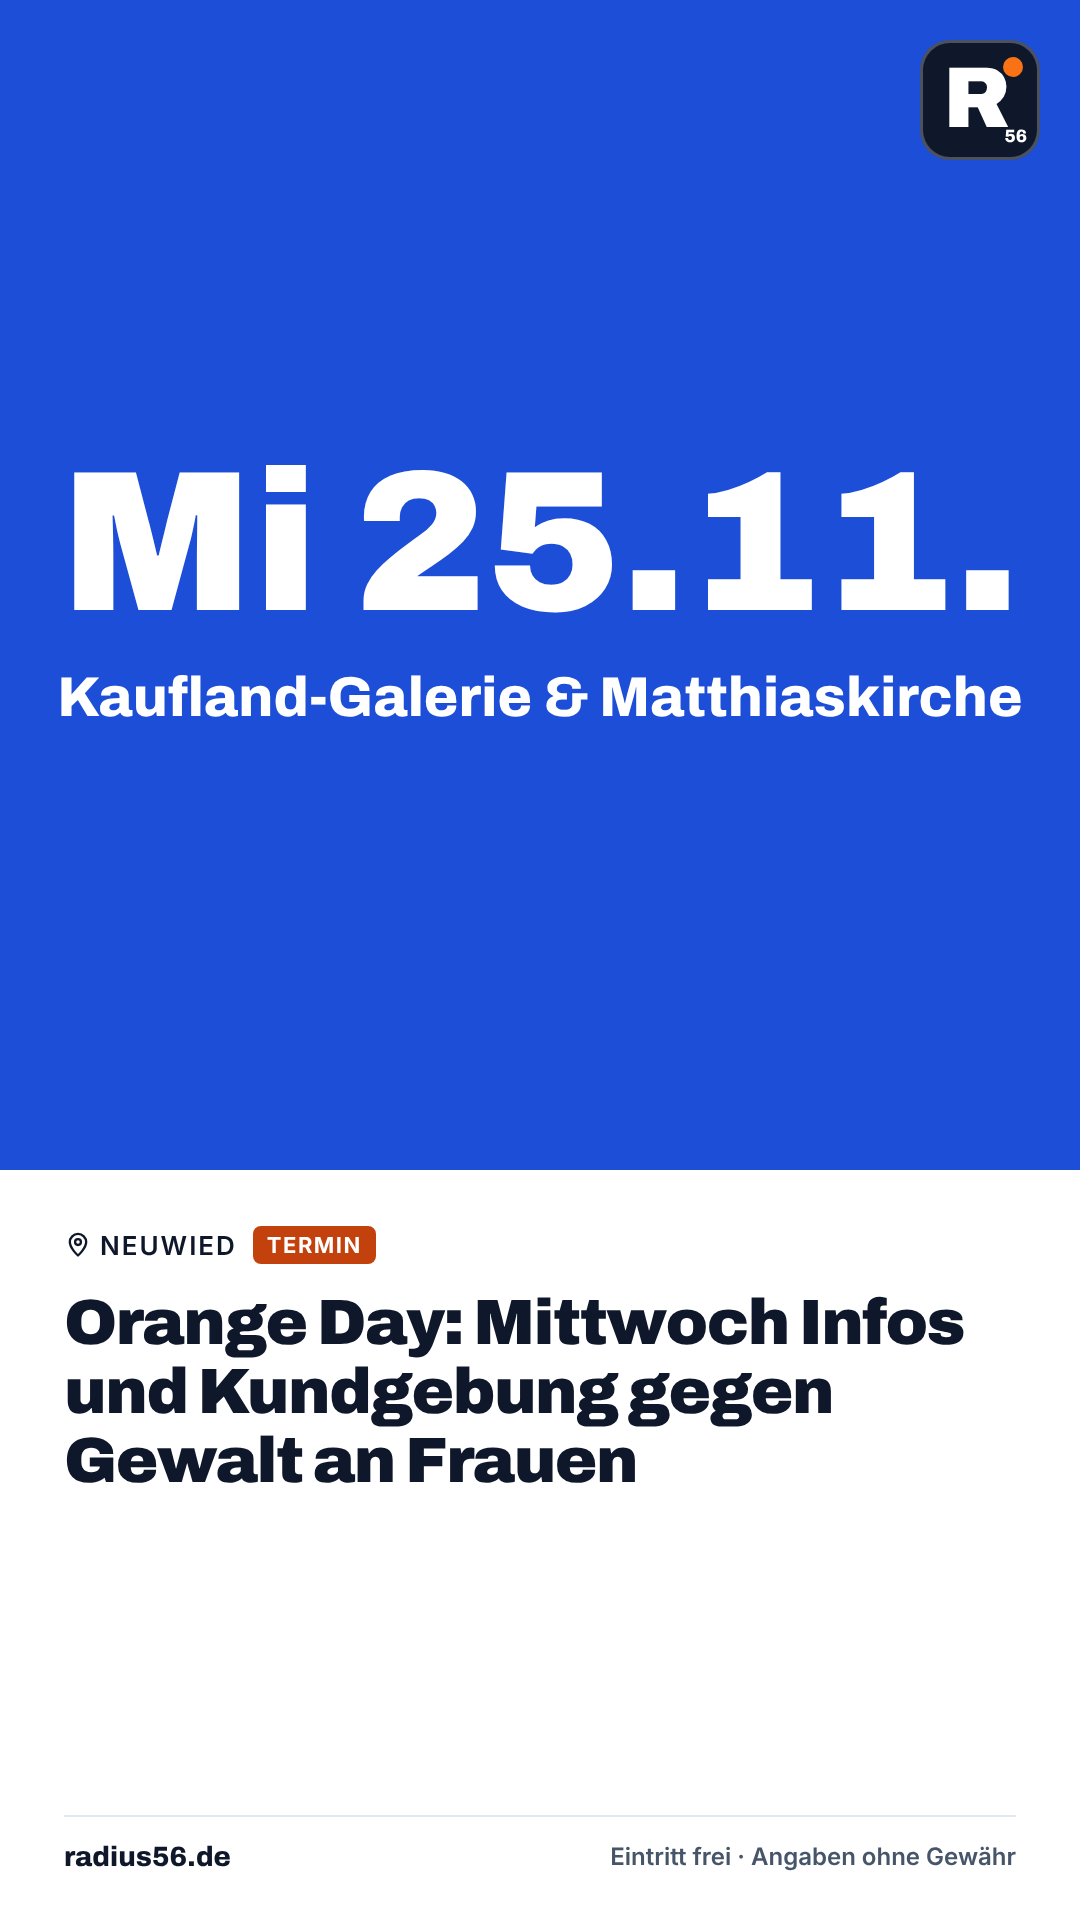 R
56
Mi 25.11.
Kaufland-Galerie & Matthiaskirche
NEUWIED TERMIN
Orange Day: Mittwoch Infos
und Kundgebung gegen
Gewalt an Frauen
radius56.de Eintritt frei · Angaben ohne Gewähr